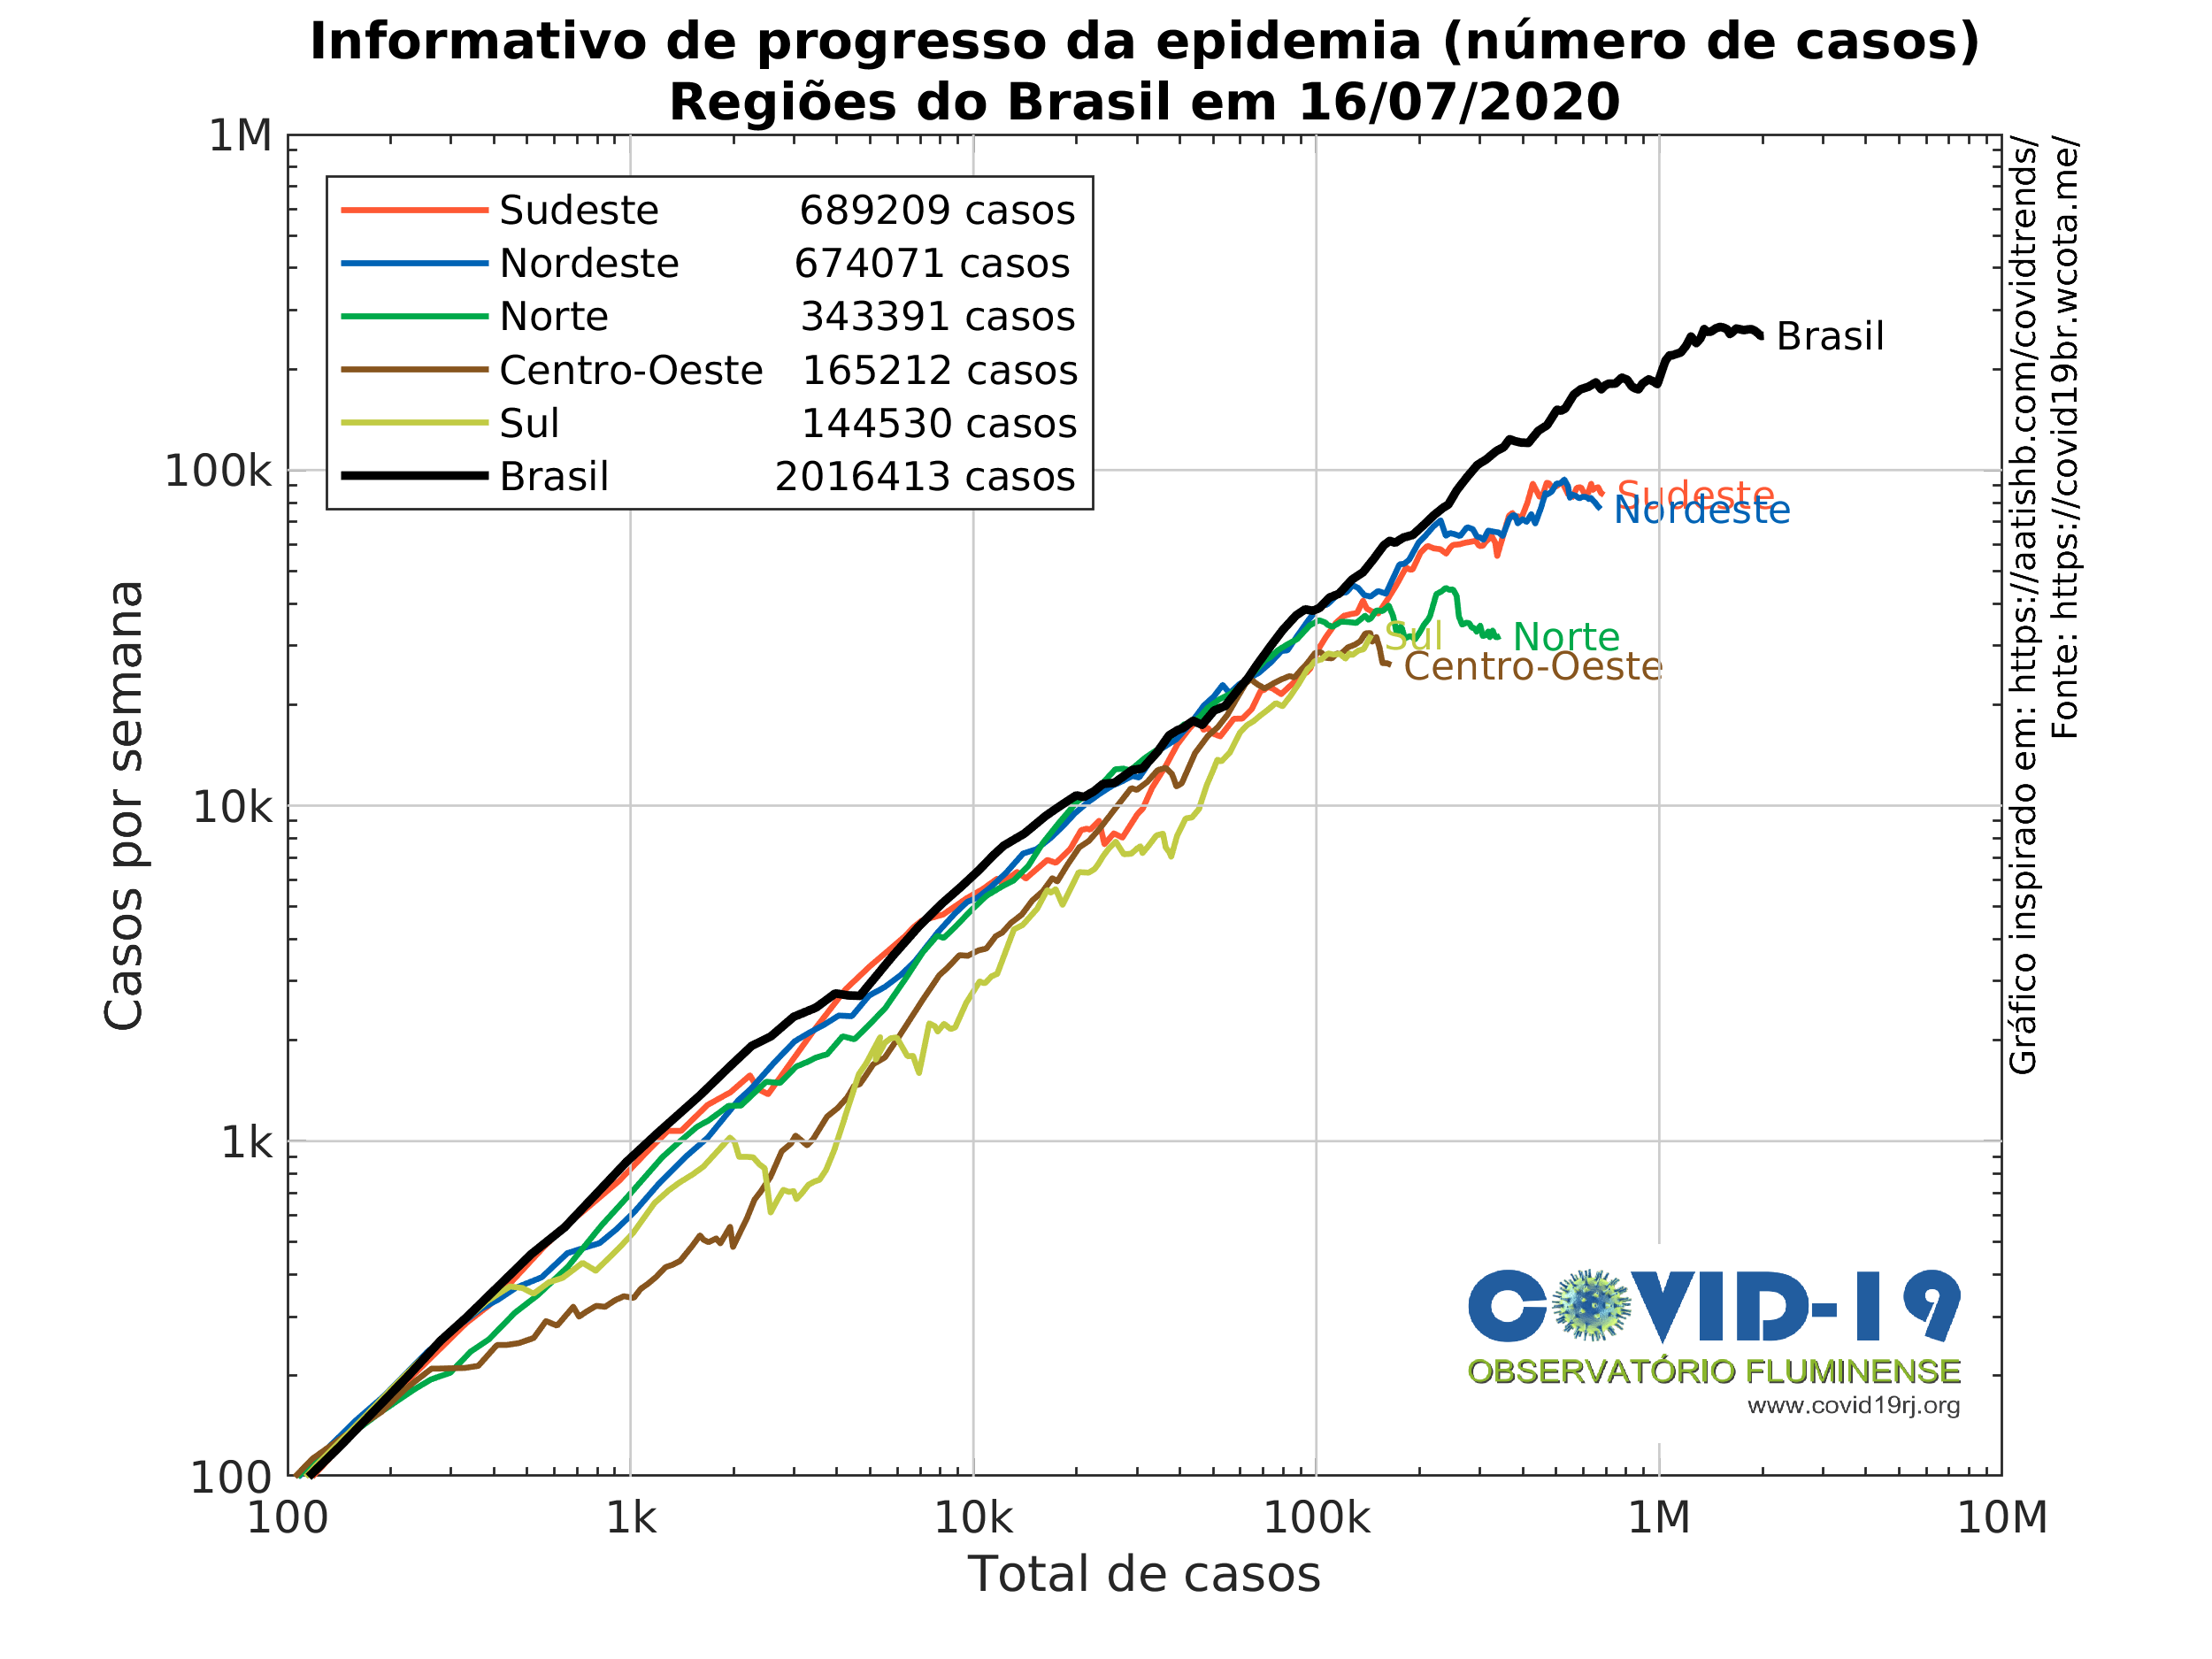 Informativo de progresso da epidemia (número de casos)
Regiões do Brasil em 16/07/2020
1M
100k
10k
1k
100
Casos por semana
Sudeste 689209 casos
Nordeste 674071 casos
Norte 343391 casos
Centro-Oeste 165212 casos
Sul 144530 casos
Brasil 2016413 casos
Brasil
Sudeste
Nordeste
Sul
Norte
Centro-Oeste
Gráfico inspirado em: https://aatishb.com/covidtrends/
Fonte: https://covid19br.wcota.me/
COVID-19
OBSERVATÓRIO FLUMINENSE
www.covid19rj.org
100 1k 10k 100k 1M 10M
Total de casos